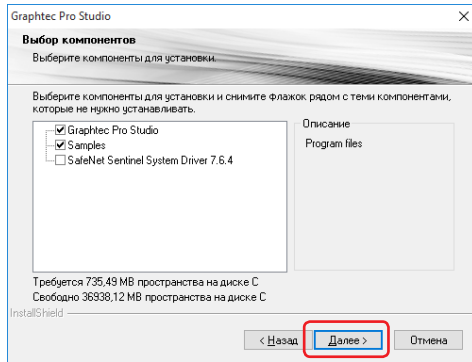 Graphtec Pro Studio
Выбор компонентов
Выберите компоненты для установки.
Выберите компоненты для установки и снимите флажок рядом с теми компонентами,
которые не нужно устанавливать.
Graphtec Pro Studio
Samples
SafeNet Sentinel System Driver 7.6.4
Описание
Program files
Требуется 735,49 MB пространства на диске C
Свободно 36938,12 MB пространства на диске C
InstallShield
< Назад
Далее >
Отмена